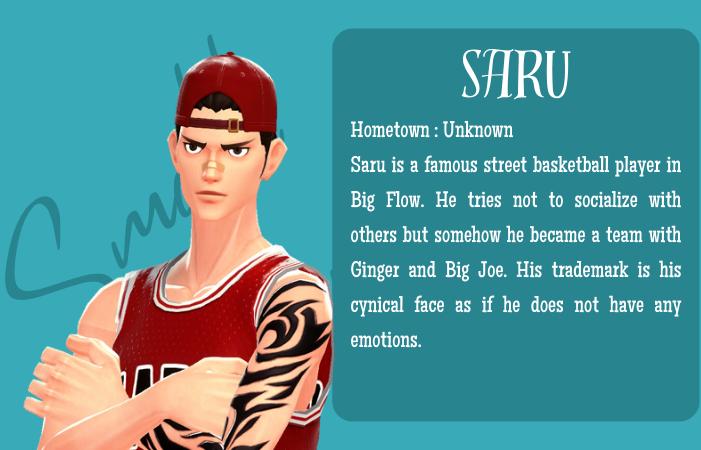 SARU
Hometown : Unknown
Saru is a famous street basketball player in
Big Flow. He tries not to socialize with
others but somehow he became a team with
Ginger and Big Joe. His trademark is his
cynical face as if he does not have any
emotions.